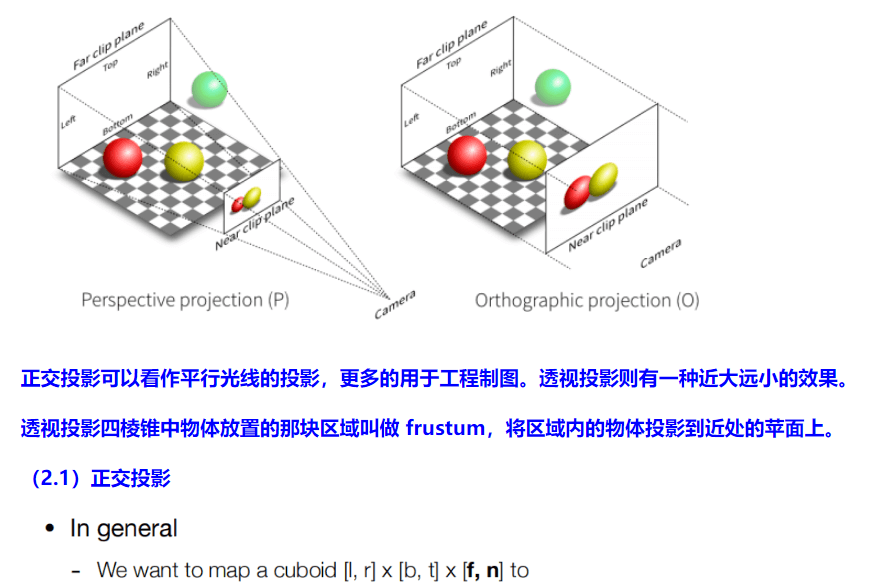 Far clip plane
Top
Right
Left
Bottom
Near clip plane
Camera
Perspective projection (P)
Far clip plane
Top
Right
Left
Bottom
Near clip plane
Camera
Orthographic projection (O)
正交投影可以看作平行光线的投影，更多的用于工程制图。透视投影则有一种近大远小的效果。
透视投影四棱锥中物体放置的那块区域叫做 frustum，将区域内的物体投影到近处的苹面上。
（2.1）正交投影
• In general
- We want to map a cuboid [l, r] x [b, t] x [f, n] to